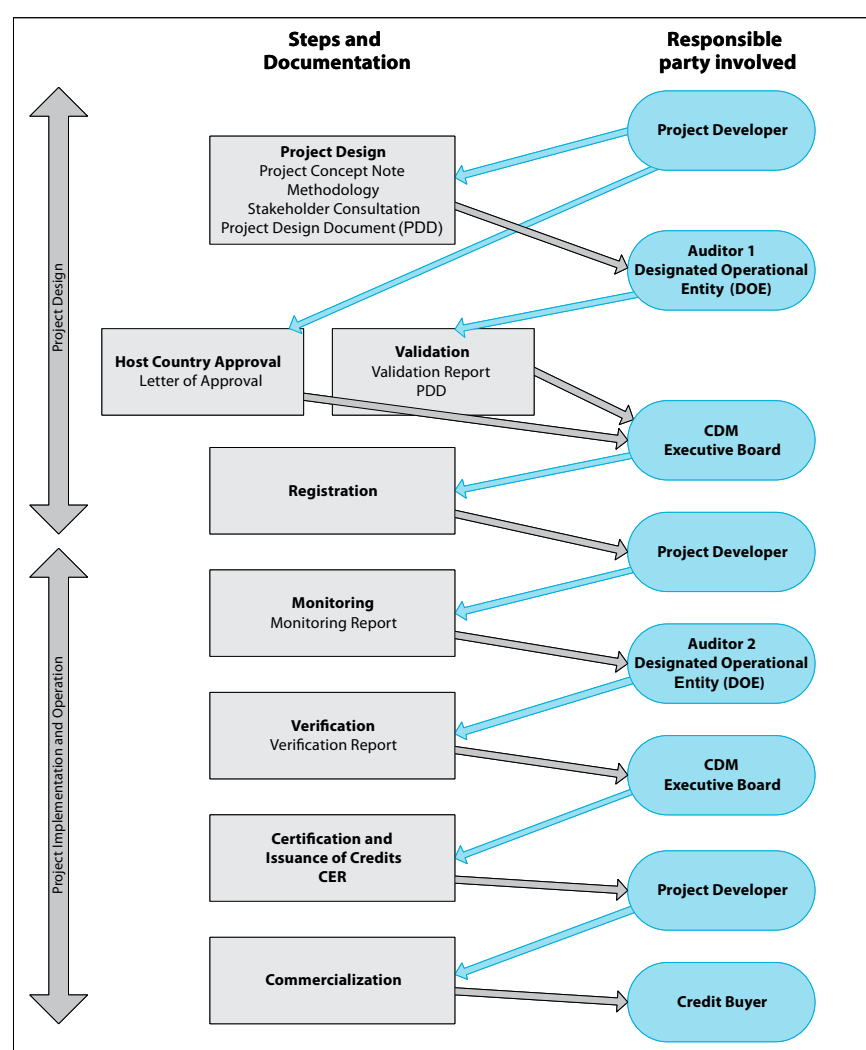 Steps and
Documentation
Responsible
party involved
Project Developer
Project Design
Project Concept Note
Methodology
Stakeholder Consultation
Project Design Document (PDD)
Auditor 1
Designated Operational
Entity (DOE)
Project Design
Host Country Approval
Letter of Approval
Validation
Validation Report
PDD
CDM
Executive Board
Registration
Project Developer
Monitoring
Monitoring Report
Auditor 2
Designated Operational
Entity (DOE)
Project Implementation and Operation
Verification
Verification Report
CDM
Executive Board
Certification and
Issuance of Credits
CER
Project Developer
Commercialization
Credit Buyer